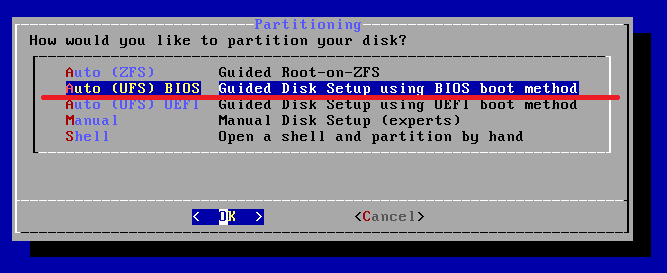 Partitioning
How would you like to partition your disk?
Auto (ZFS) Guided Root-on-ZFS
Auto (UFS) BIOS Guided Disk Setup using BIOS boot method
Auto (UFS) UEFI Guided Disk Setup using UEFI boot method
Manual Manual Disk Setup (experts)
Shell Open a shell and partition by hand
< OK > <Cancel>